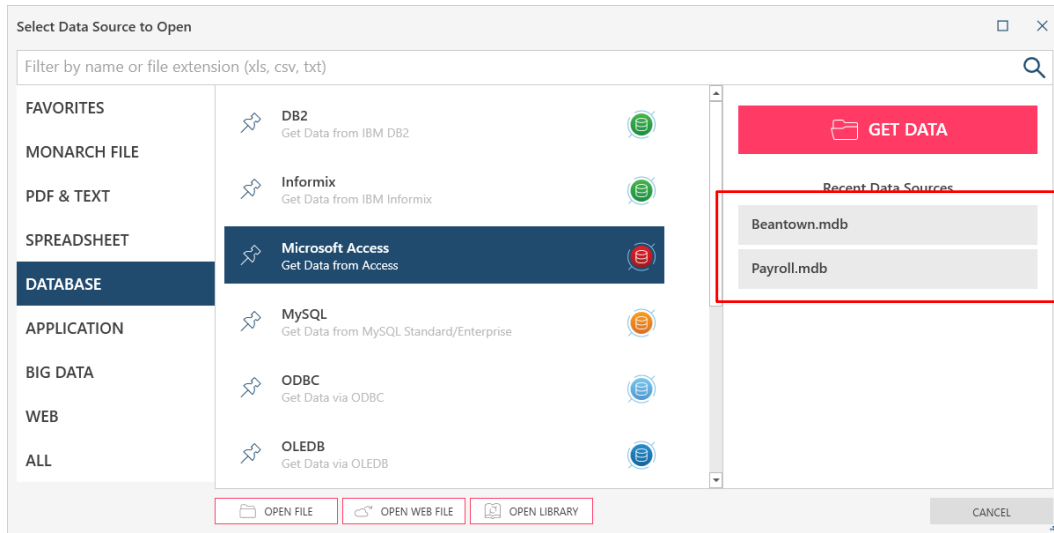 Select Data Source to Open
Filter by name or file extension (xls, csv, txt)
FAVORITES
MONARCH FILE
PDF & TEXT
SPREADSHEET
DATABASE
APPLICATION
BIG DATA
WEB
ALL
DB2
Get Data from IBM DB2
Informix
Get Data from IBM Informix
Microsoft Access
Get Data from Access
MySQL
Get Data from MySQL Standard/Enterprise
ODBC
Get Data via ODBC
OLEDB
Get Data via OLEDB
GET DATA
Recent Data Sources
Beantown.mdb
Payroll.mdb
OPEN FILE
OPEN WEB FILE
OPEN LIBRARY
CANCEL